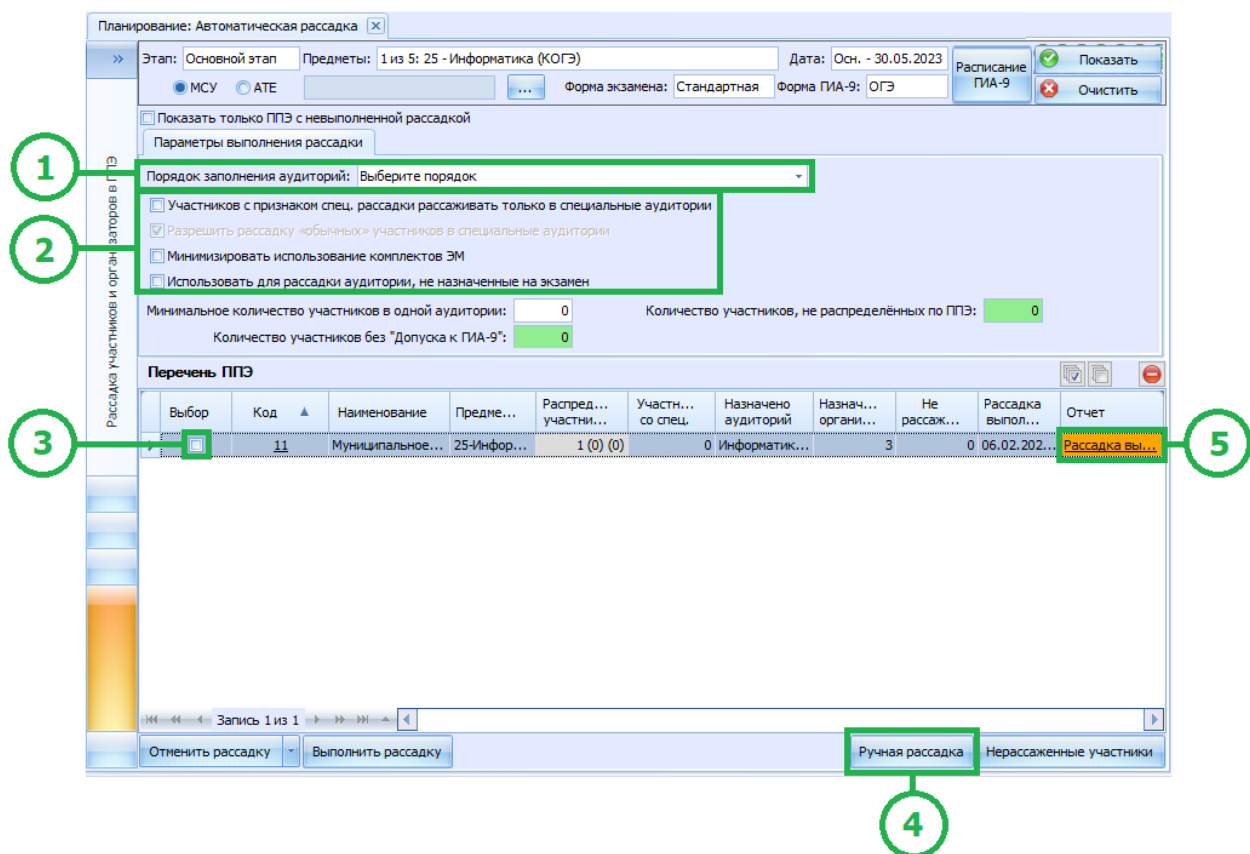 Планирование: Автоматическая рассадка
Этап: Основной этап Предметы: 1 из 5: 25 - Информатика (КОГЭ) Дата: Осн. - 30.05.2023 Расписание ГИА-9 Показать
МСУ АТЕ ... Форма экзамена: Стандартная Форма ГИА-9: ОГЭ Очистить
Показать только ППЭ с невыполненной рассадкой
Параметры выполнения рассадки
1 Порядок заполнения аудиторий: Выберите порядок
Участников с признаком спец. рассадки рассаживать только в специальные аудитории
2 Разрешить рассадку «обычных» участников в специальные аудитории
Минимизировать использование комплектов ЭМ
Использовать для рассадки аудитории, не назначенные на экзамен
Минимальное количество участников в одной аудитории: 0 Количество участников, не распределённых по ППЭ: 0
Количество участников без "Допуска к ГИА-9": 0
Рассадка участников и организаторов в ППЭ
Перечень ППЭ
Выбор Код Наименование Предме... Распред... участни... Участн... со спец. Назначено аудиторий Назнач... органи... Не рассаж... Рассадка выпол... Отчет
3 11 Муниципальное... 25-Инфор... 1 (0) (0) 0 Информатик... 3 0 06.02.202... Рассадка вы... 5
Запись 1 из 1
Отменить рассадку Выполнить рассадку Ручная рассадка Нерассаженные участники
4